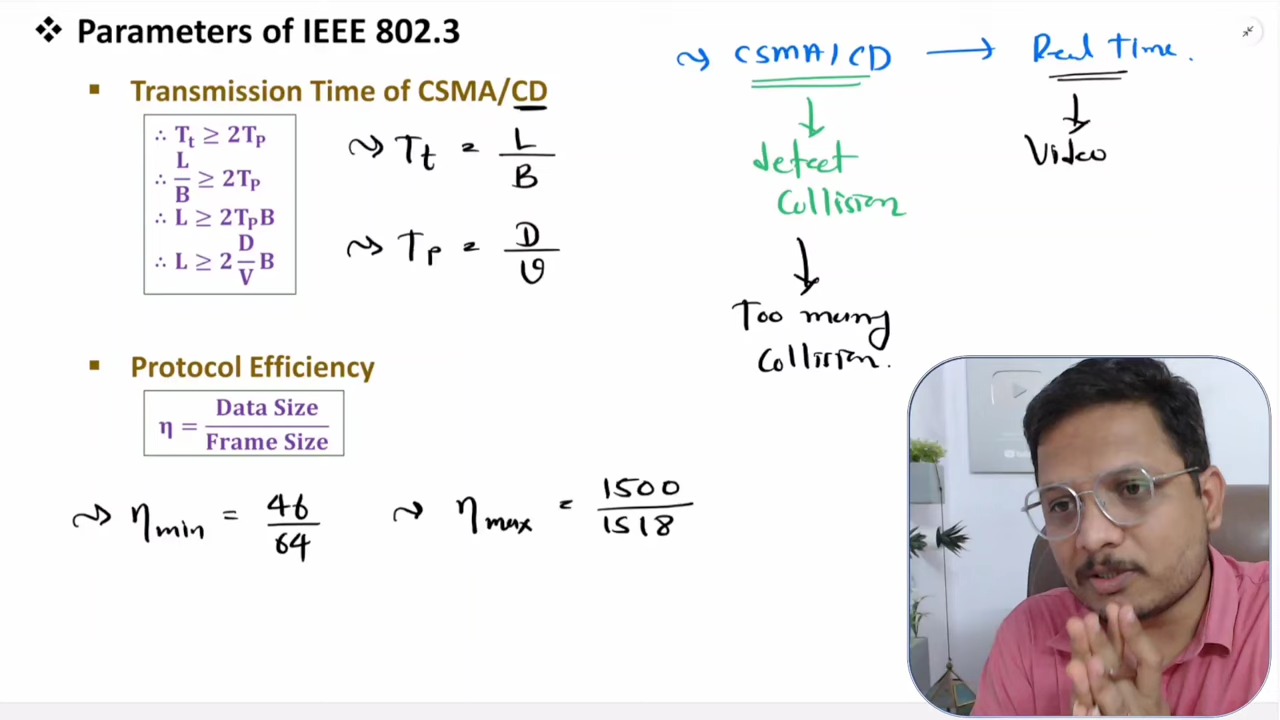 ❖ Parameters of IEEE 802.3
▪ Transmission Time of CSMA/CD
∴ Tt ≥ 2TP
∴ L/B ≥ 2TP
∴ L ≥ 2TPB
∴ L ≥ 2 D/V B
Tt = L/B
TP = D/ϑ
▪ Protocol Efficiency
η = Data Size / Frame Size
ηmin = 46/64
ηmax = 1500/1518
CSMA/CD → Real Time.
↓
detect
Collision
↓
Too many
Collision.
↓
Video